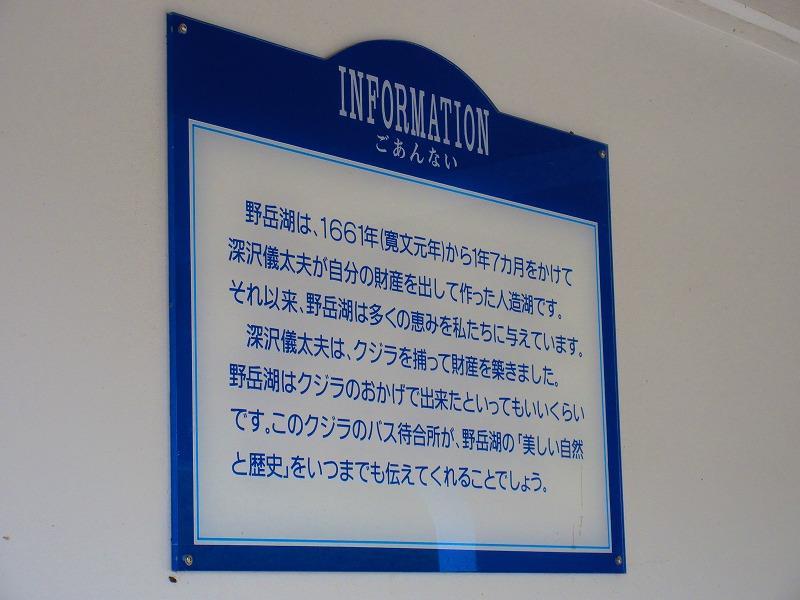 INFORMATION
ごあんない
野岳湖は、1661年(寛文元年)から1年7カ月をかけて
深沢儀太夫が自分の財産を出して作った人造湖です。
それ以来、野岳湖は多くの恵みを私たちに与えています。
深沢儀太夫は、クジラを捕って財産を築きました。
野岳湖はクジラのおかげで出来たといってもいいくらい
です。このクジラのバス待合所が、野岳湖の「美しい自然
と歴史」をいつまでも伝えてくれることでしょう。